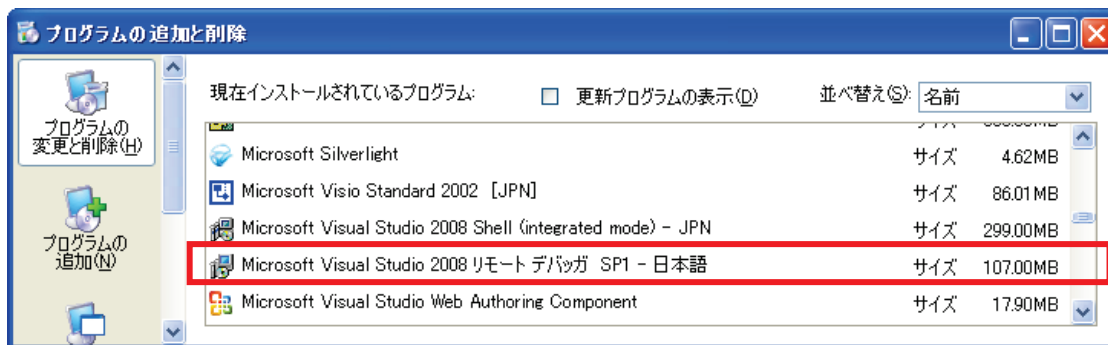 プログラムの追加と削除
プログラムの
変更と削除(H)
プログラムの
追加(N)
現在インストールされているプログラム:
更新プログラムの表示(D)
並べ替え(S): 名前
Microsoft Silverlight サイズ 4.62MB
Microsoft Visio Standard 2002 [JPN] サイズ 86.01MB
Microsoft Visual Studio 2008 Shell (integrated mode) - JPN サイズ 299.00MB
Microsoft Visual Studio 2008 リモート デバッガ SP1 - 日本語 サイズ 107.00MB
Microsoft Visual Studio Web Authoring Component サイズ 17.90MB